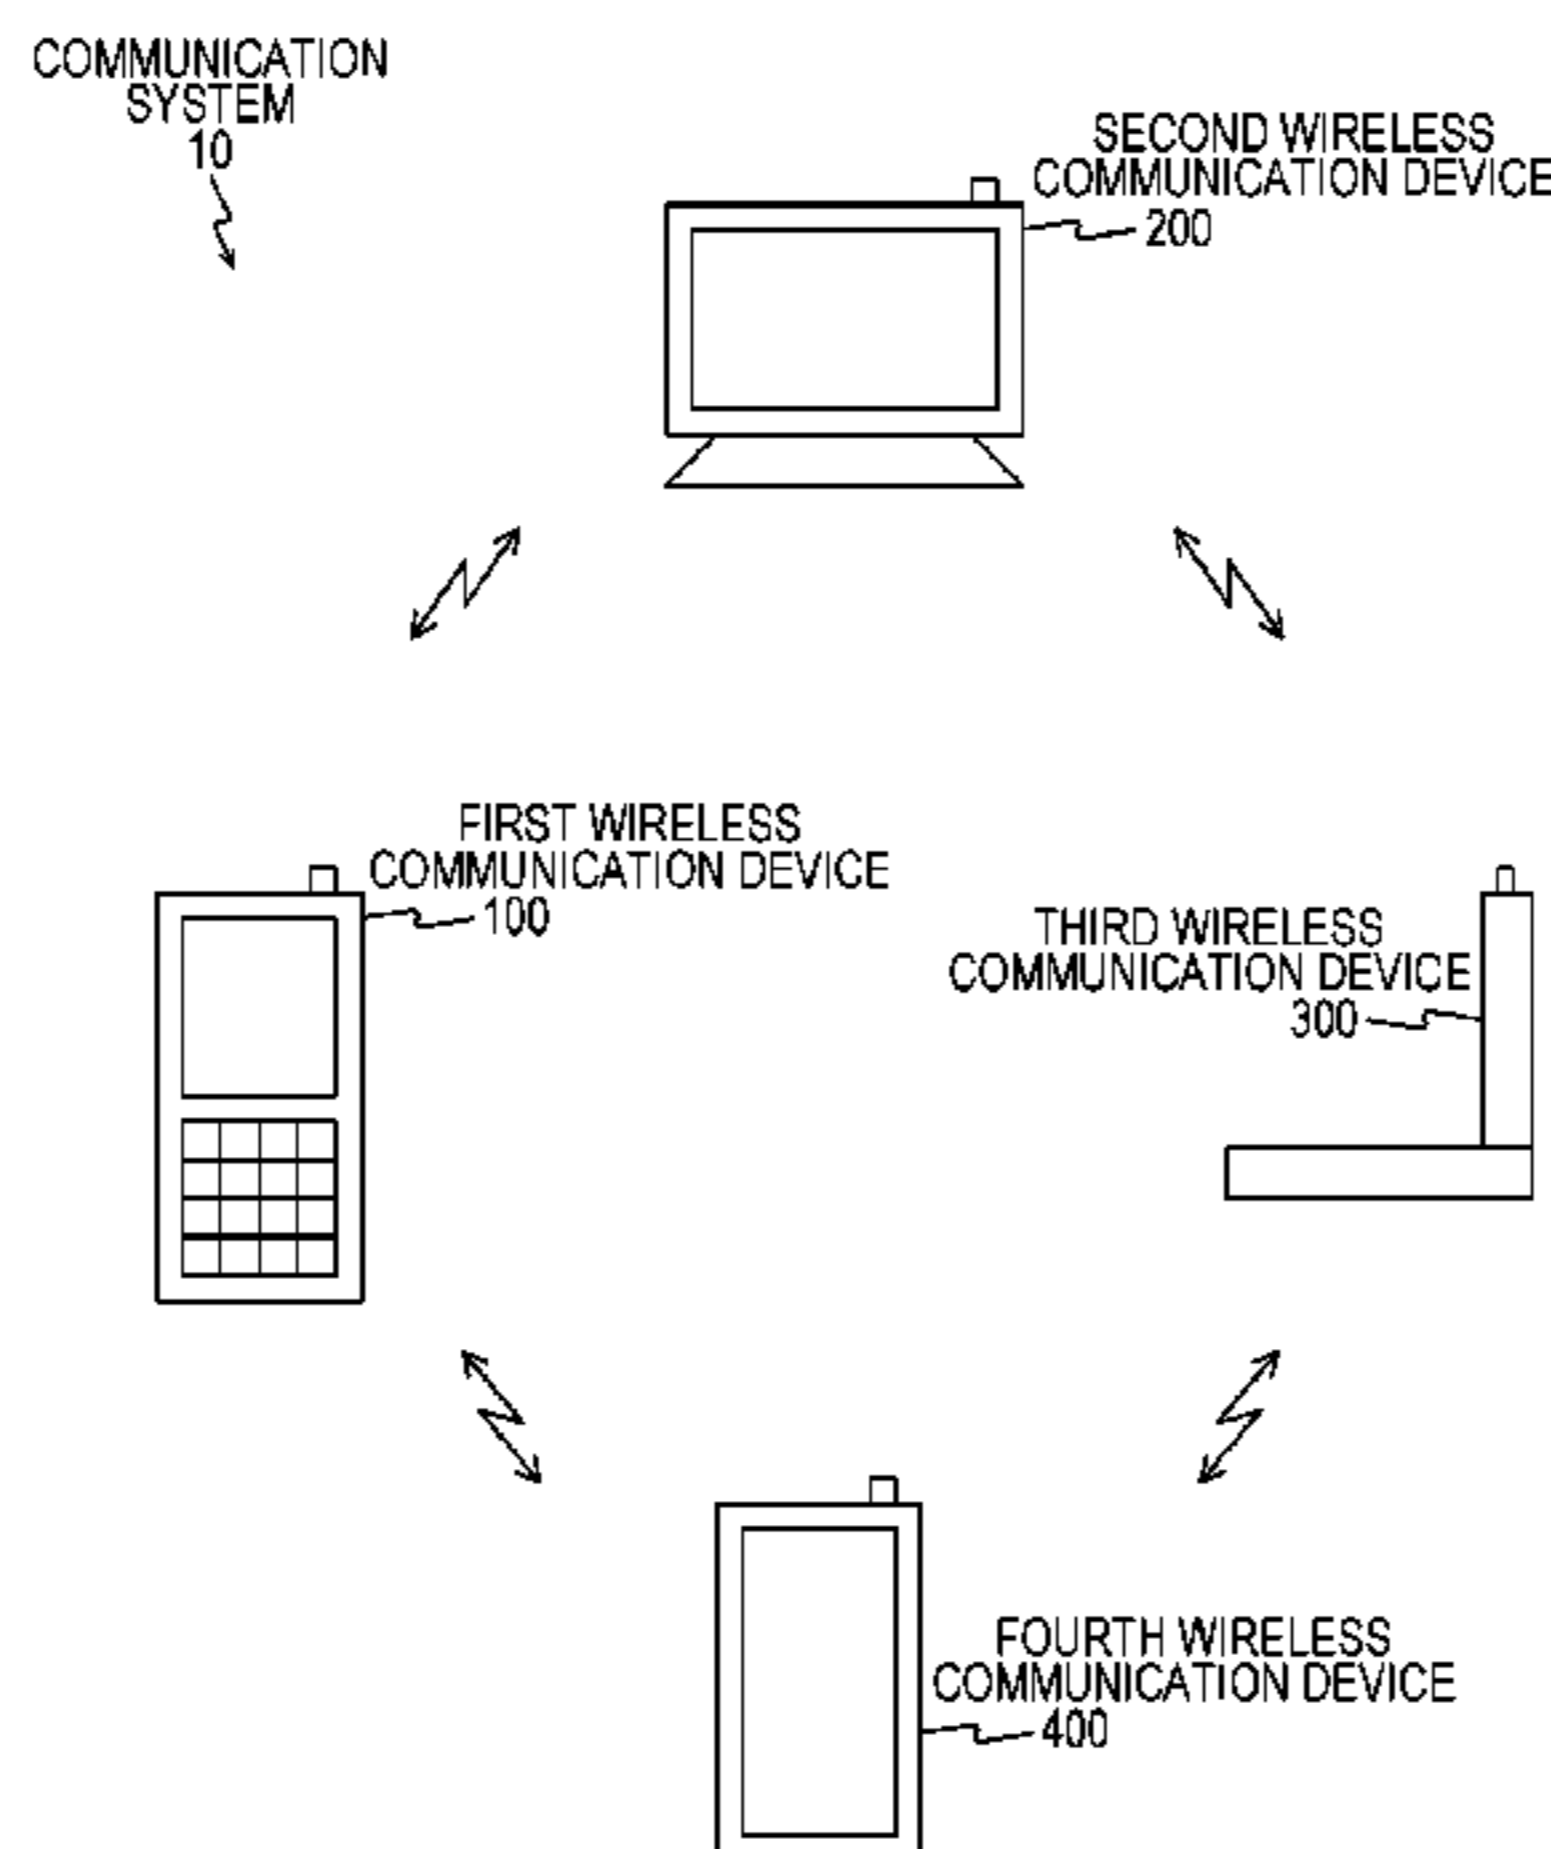 COMMUNICATION
SYSTEM
10
SECOND WIRELESS
COMMUNICATION DEVICE
200
FIRST WIRELESS
COMMUNICATION DEVICE
100
THIRD WIRELESS
COMMUNICATION DEVICE
300
FOURTH WIRELESS
COMMUNICATION DEVICE
400